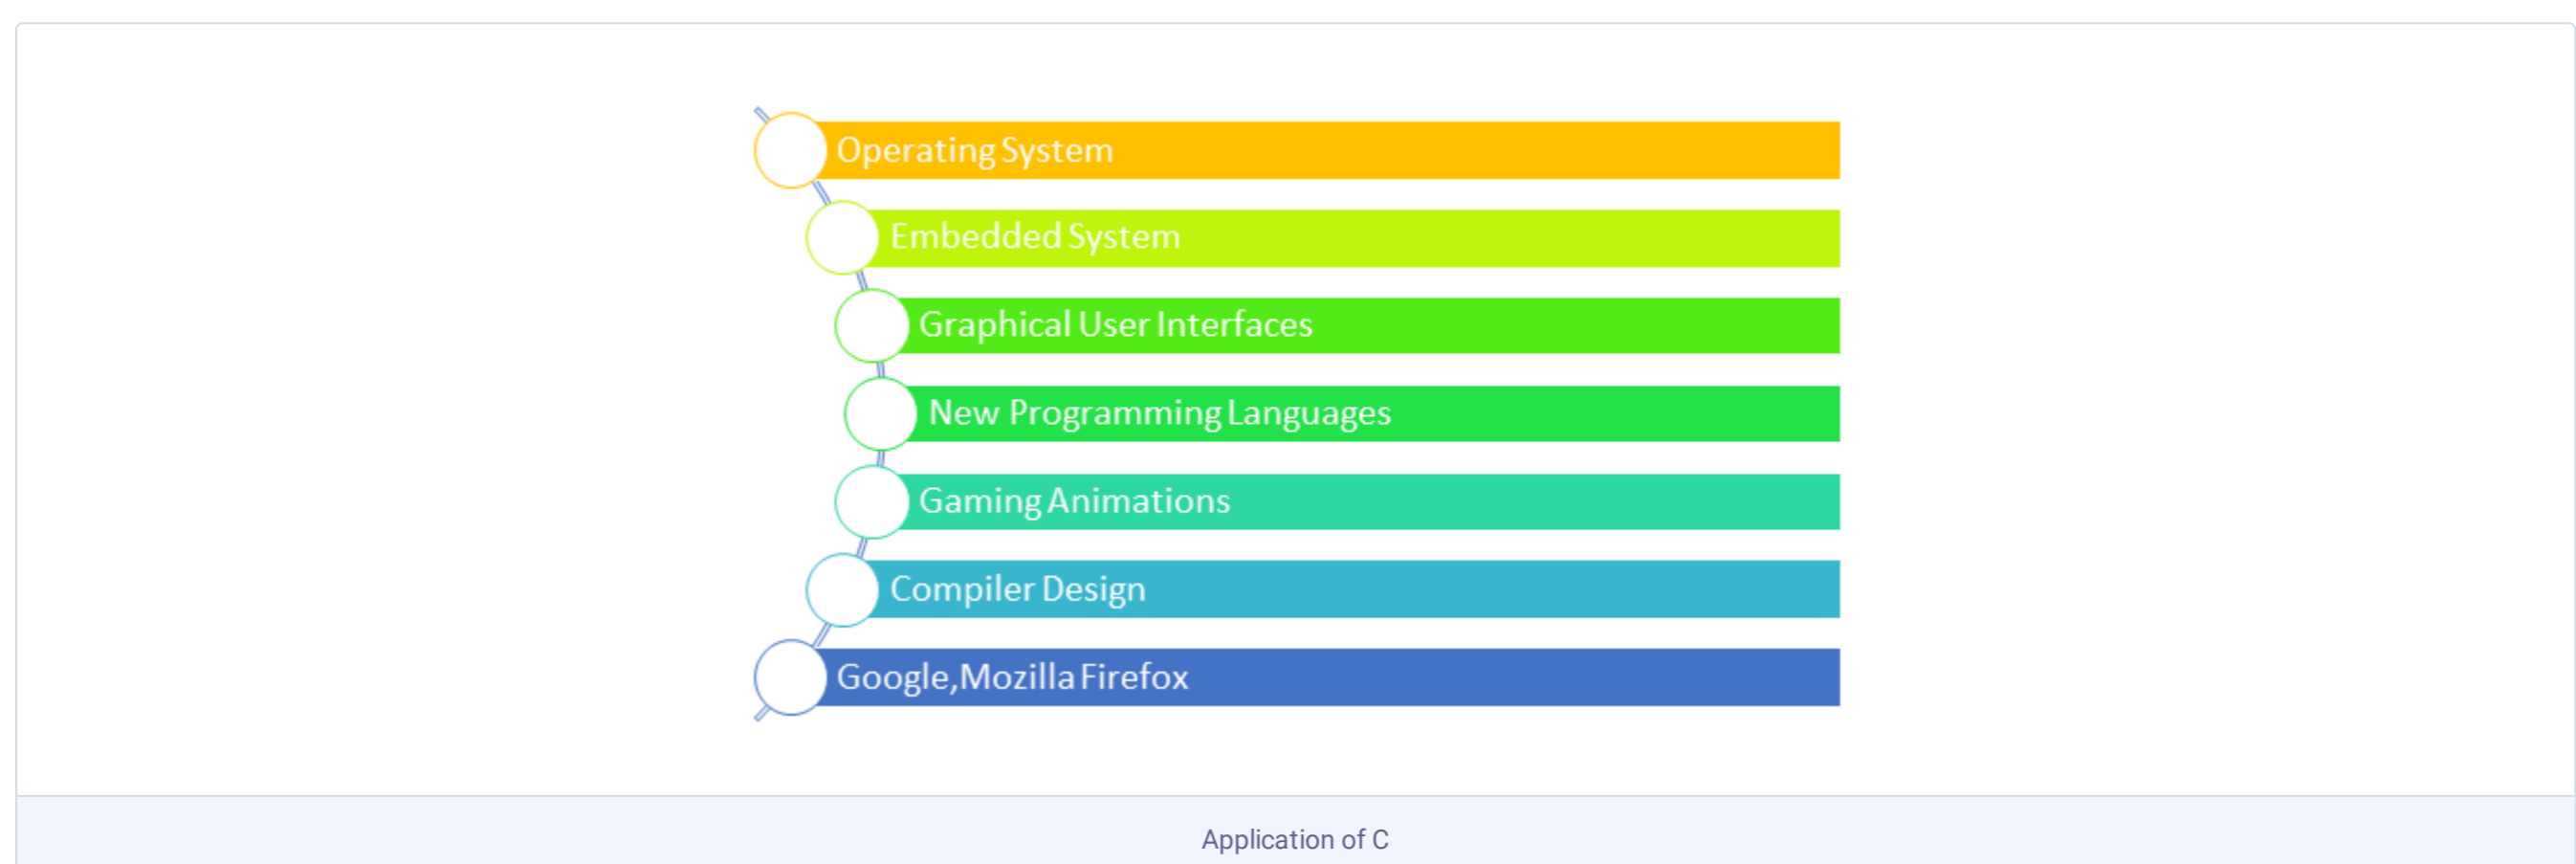 Operating System
Embedded System
Graphical User Interfaces
New Programming Languages
Gaming Animations
Compiler Design
Google,Mozilla Firefox
Application of C